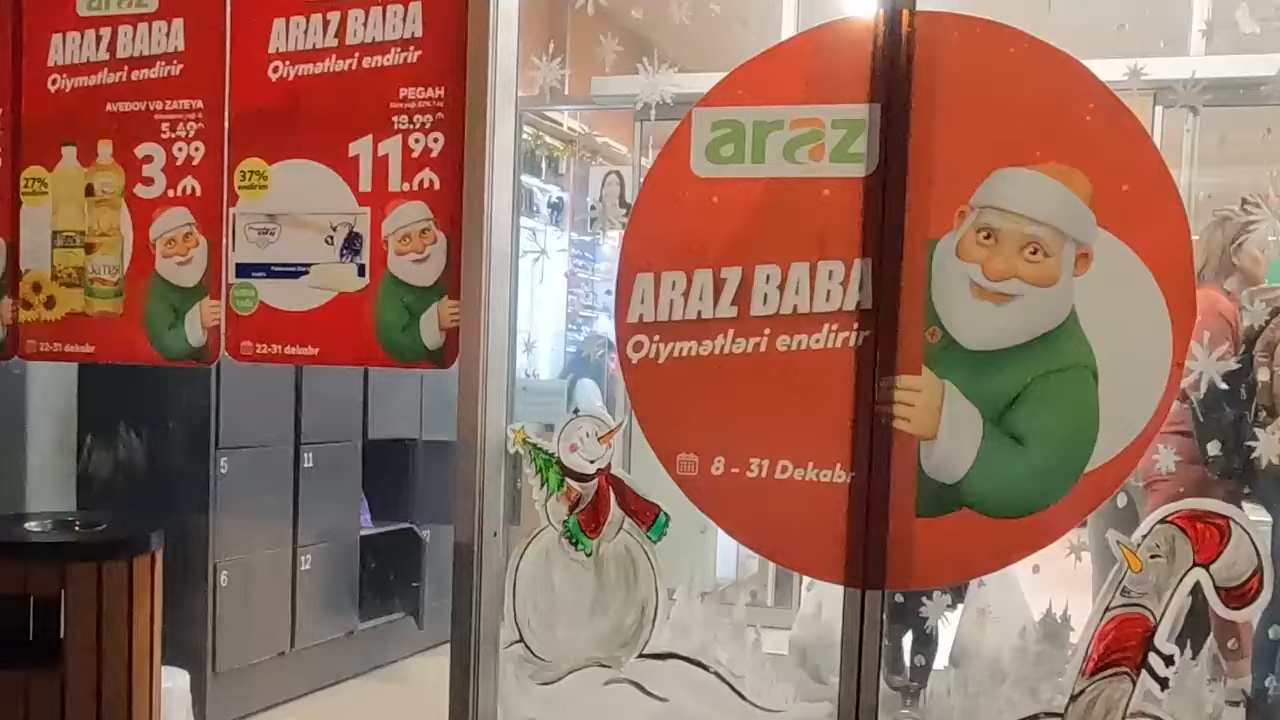 araz
ARAZ BABA
Qiymətləri endirir
AVEDOV VƏ ZATEYA
5.49₼
3.99₼
27%
endirim
22-31 dekabr
ARAZ BABA
Qiymətləri endirir
PEGAH
18.99₼
11.99₼
37%
endirim
22-31 dekabr
araz
ARAZ BABA
Qiymətləri endirir
8 - 31 Dekabr
5
11
6
12